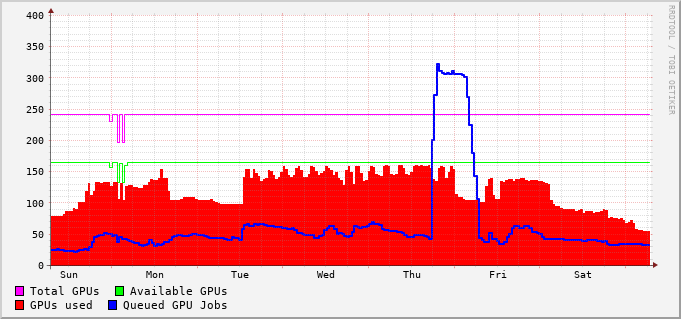 400
350
300
250
200
150
100
50
0
Sun Mon Tue Wed Thu Fri Sat
Total GPUs Available GPUs
GPUs used Queued GPU Jobs
RRDTOOL / TOBI OETIKER